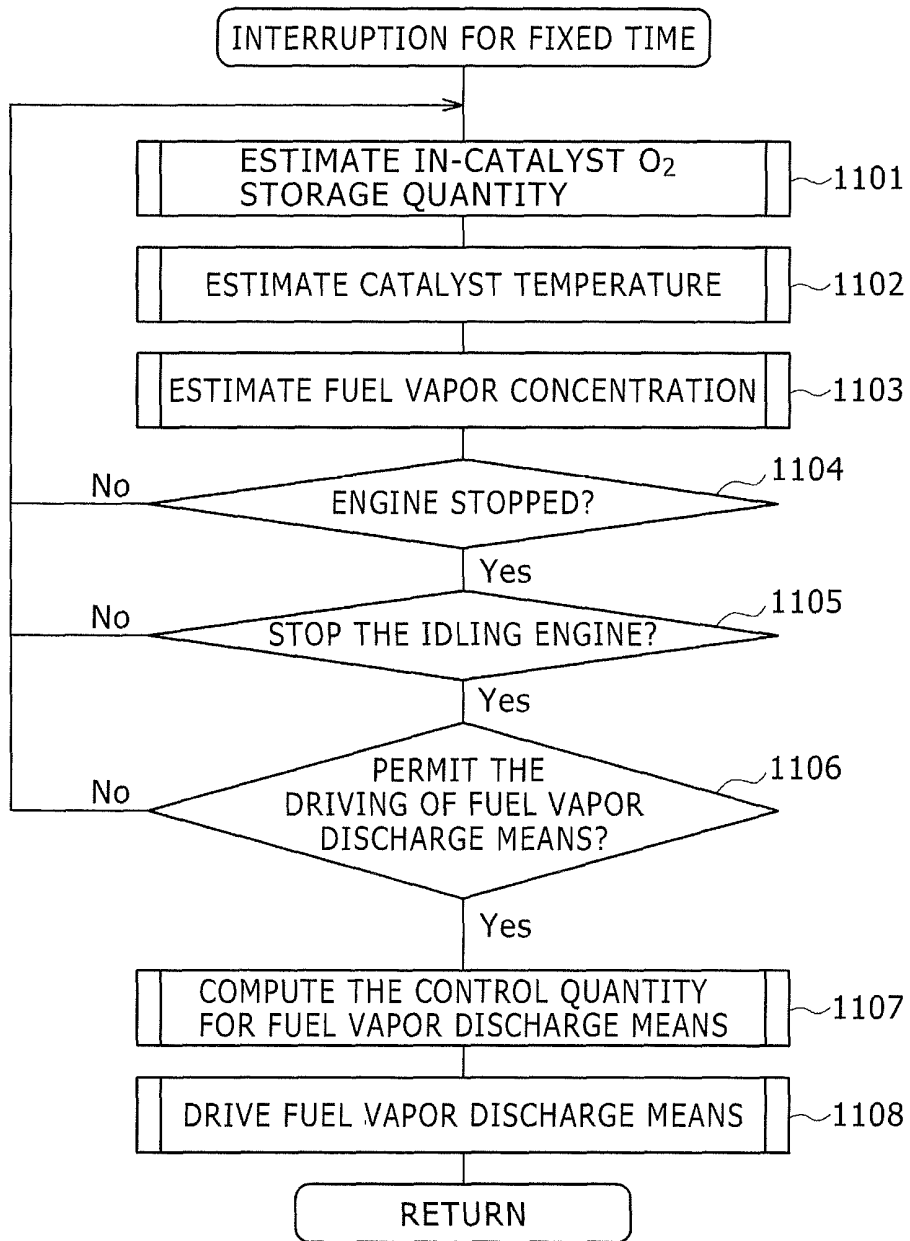 INTERRUPTION FOR FIXED TIME
ESTIMATE IN-CATALYST O₂
STORAGE QUANTITY
1101
ESTIMATE CATALYST TEMPERATURE
1102
ESTIMATE FUEL VAPOR CONCENTRATION
1103
1104
No
ENGINE STOPPED?
Yes
1105
No
STOP THE IDLING ENGINE?
Yes
1106
PERMIT THE
No
DRIVING OF FUEL VAPOR
DISCHARGE MEANS?
Yes
COMPUTE THE CONTROL QUANTITY
FOR FUEL VAPOR DISCHARGE MEANS
1107
DRIVE FUEL VAPOR DISCHARGE MEANS
1108
RETURN